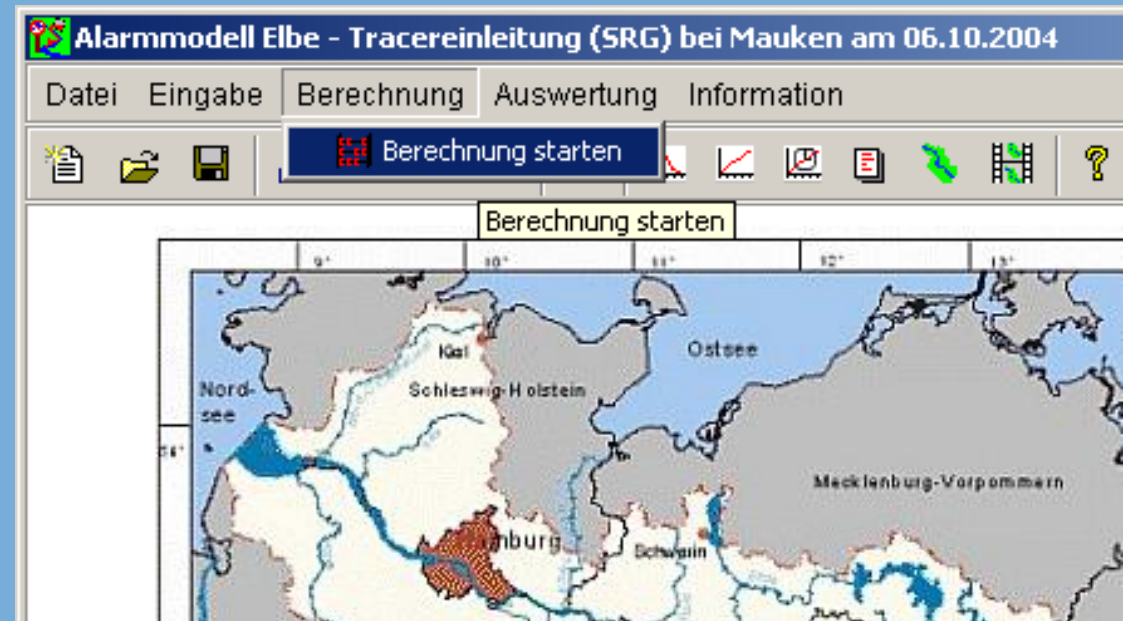 Alarmmodell Elbe - Tracereinleitung (SRG) bei Mauken am 06.10.2004
Datei Eingabe Berechnung Auswertung Information
Berechnung starten
Berechnung starten
9° 10° 11° 12° 13°
Kiel
Ostsee
Nord-
see
Schleswig-Holstein
Mecklenburg-Vorpommern
Schwerin